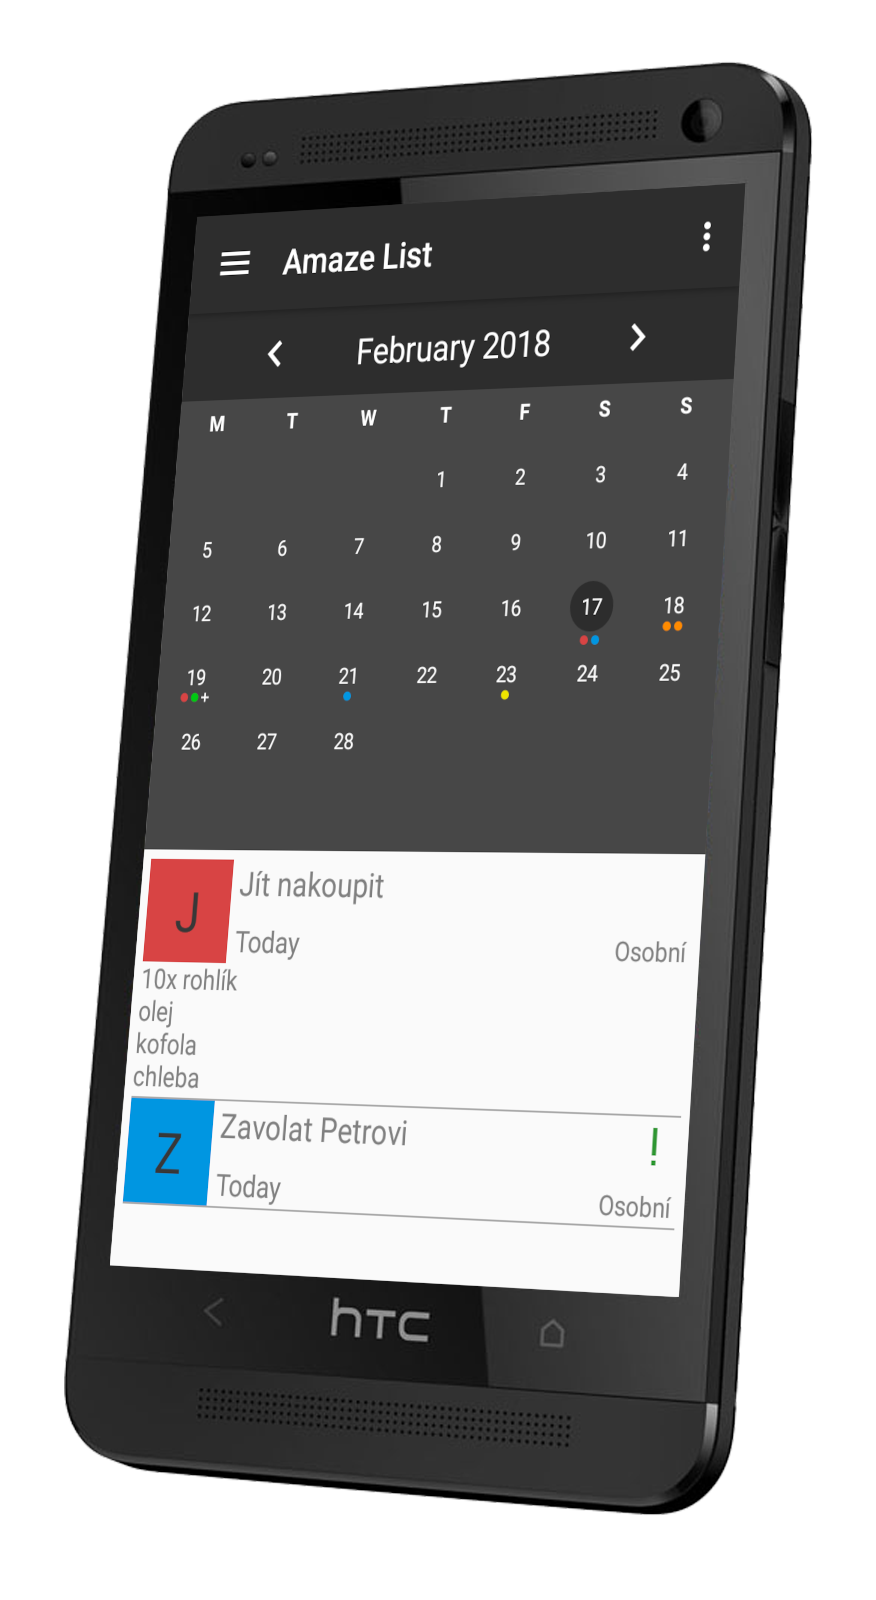 Amaze List
February 2018
M T W T F S S
1 2 3 4
5 6 7 8 9 10 11
12 13 14 15 16 17 18
19 20 21 22 23 24 25
+
26 27 28
J
Jít nakoupit
Today
Osobní
10x rohlík
olej
kofola
chleba
Z
Zavolat Petrovi
!
Today
Osobní
hTC